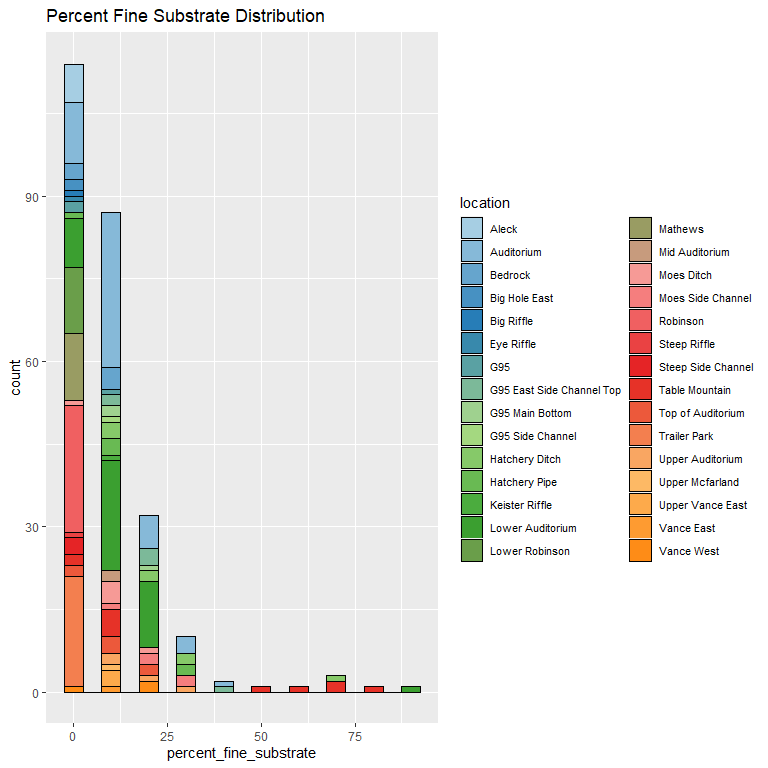 Percent Fine Substrate Distribution
count
90
60
30
0
0
25
50
75
percent_fine_substrate
location
Aleck
Auditorium
Bedrock
Big Hole East
Big Riffle
Eye Riffle
G95
G95 East Side Channel Top
G95 Main Bottom
G95 Side Channel
Hatchery Ditch
Hatchery Pipe
Keister Riffle
Lower Auditorium
Lower Robinson
Mathews
Mid Auditorium
Moes Ditch
Moes Side Channel
Robinson
Steep Riffle
Steep Side Channel
Table Mountain
Top of Auditorium
Trailer Park
Upper Auditorium
Upper Mcfarland
Upper Vance East
Vance East
Vance West